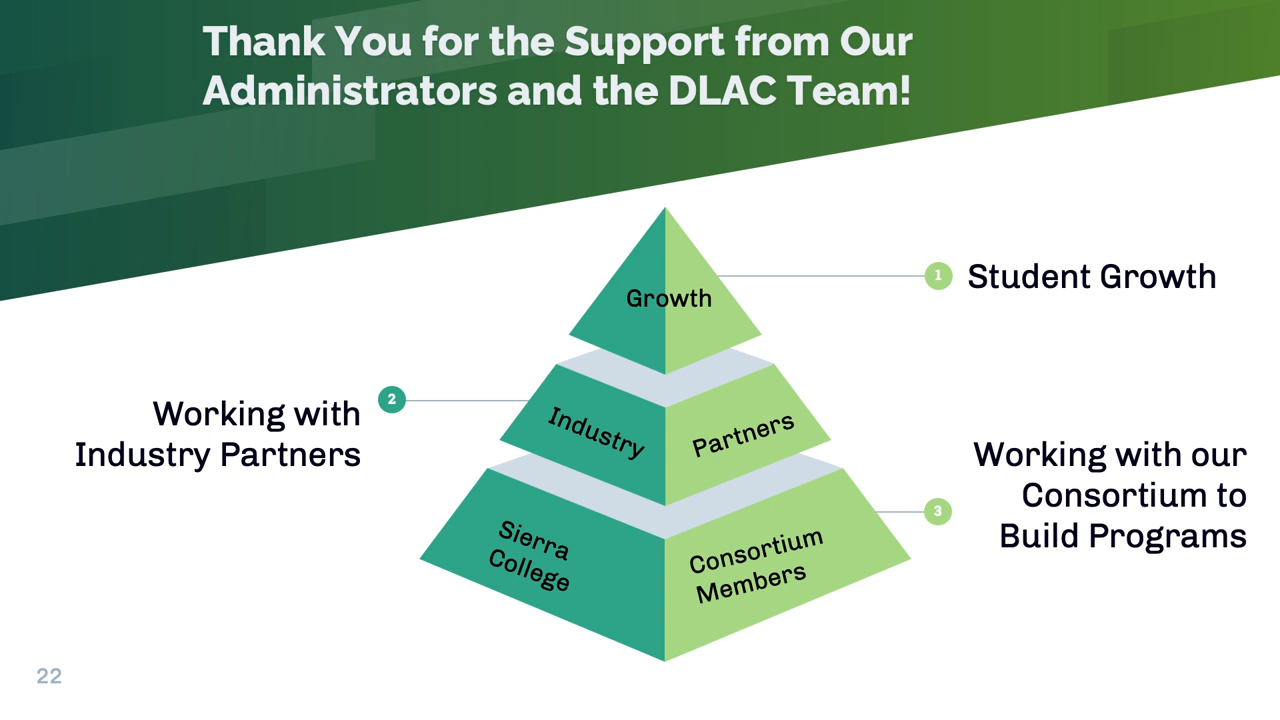 Thank You for the Support from Our
Administrators and the DLAC Team!
Growth
1
Student Growth
2
Working with
Industry Partners
Industry
Partners
Sierra
College
Consortium
Members
3
Working with our
Consortium to
Build Programs
22